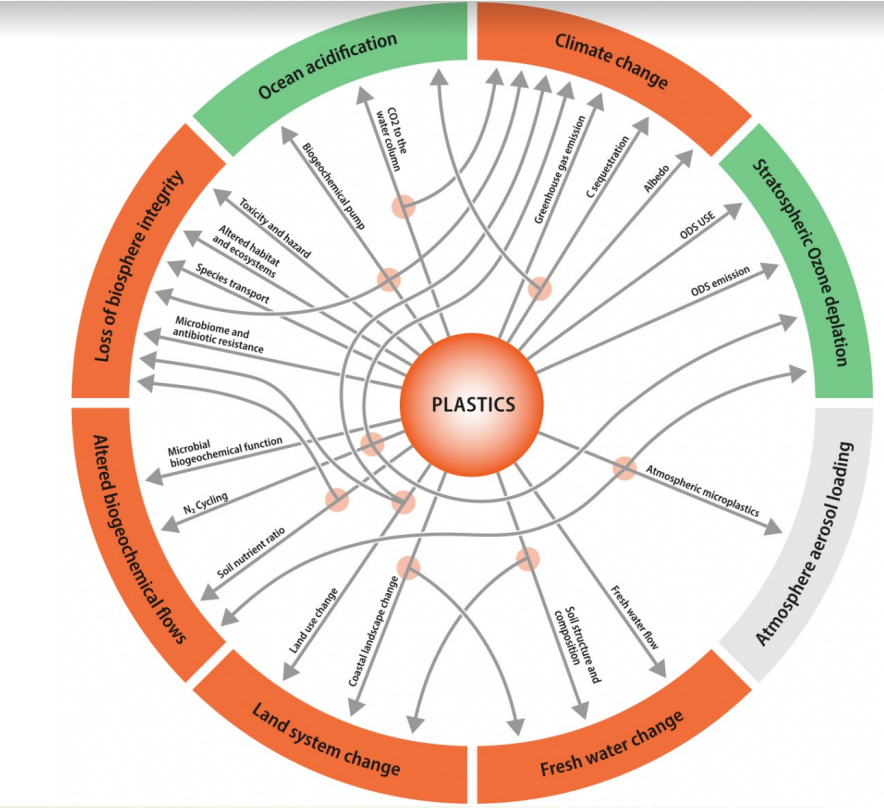 Ocean acidification
Climate change
Stratospheric Ozone deplation
Atmosphere aerosol loading
Fresh water change
Land system change
Altered biogeochemical flows
Loss of biosphere integrity
PLASTICS
CO2 to the
water column
Biogeochemical pump
Toxicity and hazard
Altered habitat
and ecosystems
Species transport
Microbiome and
antibiotic resistance
Microbial
biogeochemical function
N₂ Cycling
Soil nutrient ratio
Land use change
Coastal landscape change
Soil structure and
composition
Fresh water flow
Atmospheric microplastics
ODS emission
ODS USE
Albedo
C sequestration
Greenhouse gas emission